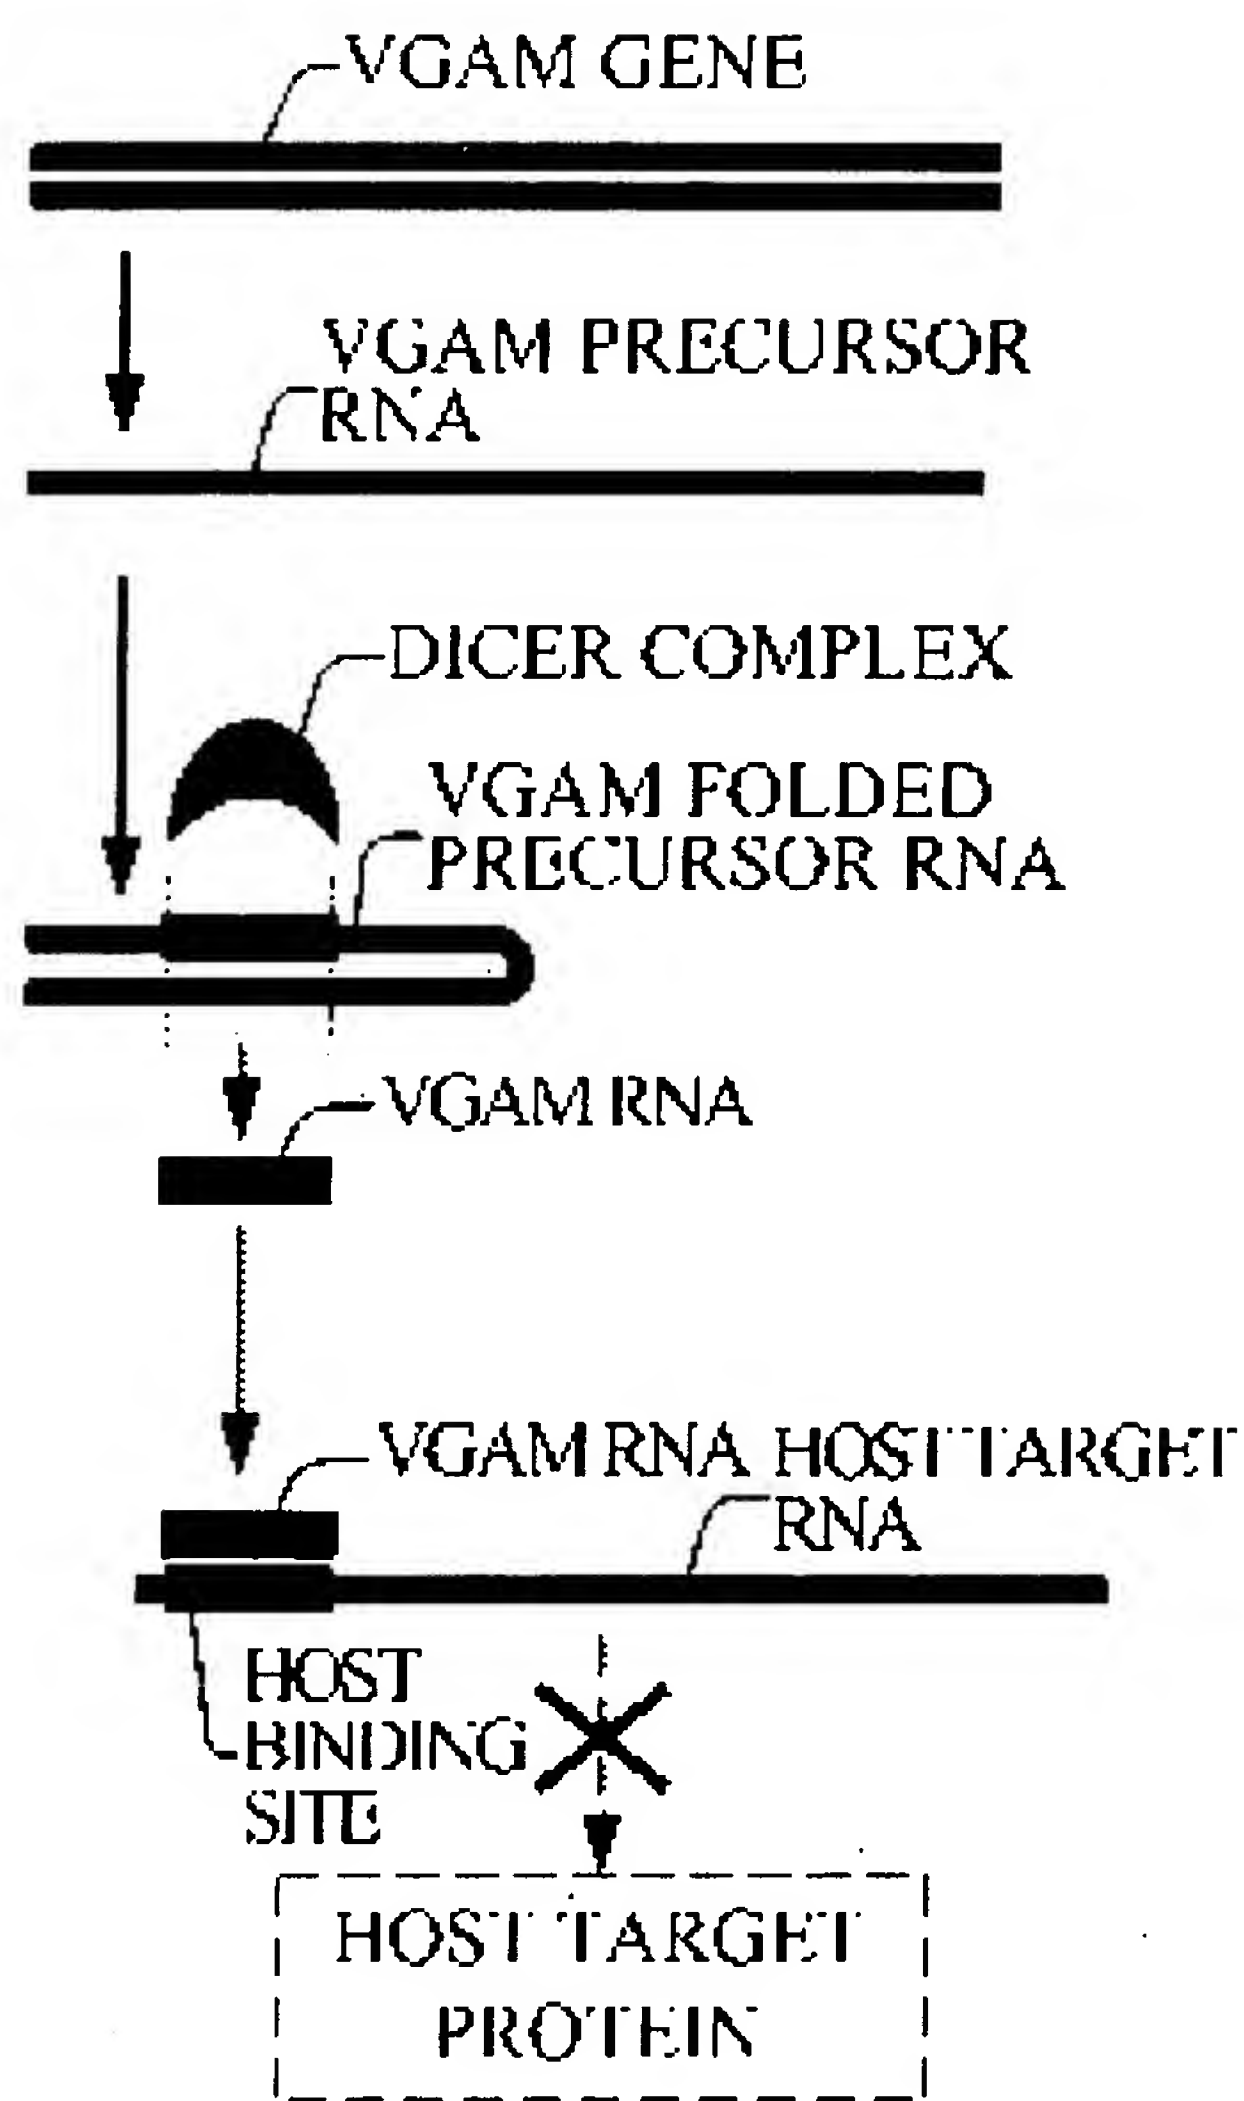 VGAM GENE
VGAM PRECURSOR
RNA
DICER COMPLEX
VGAM FOLDED
PRECURSOR RNA
VGAM RNA
VGAM RNA HOST TARGET
RNA
HOST
BINDING
SITE
HOST TARGET
PROTEIN